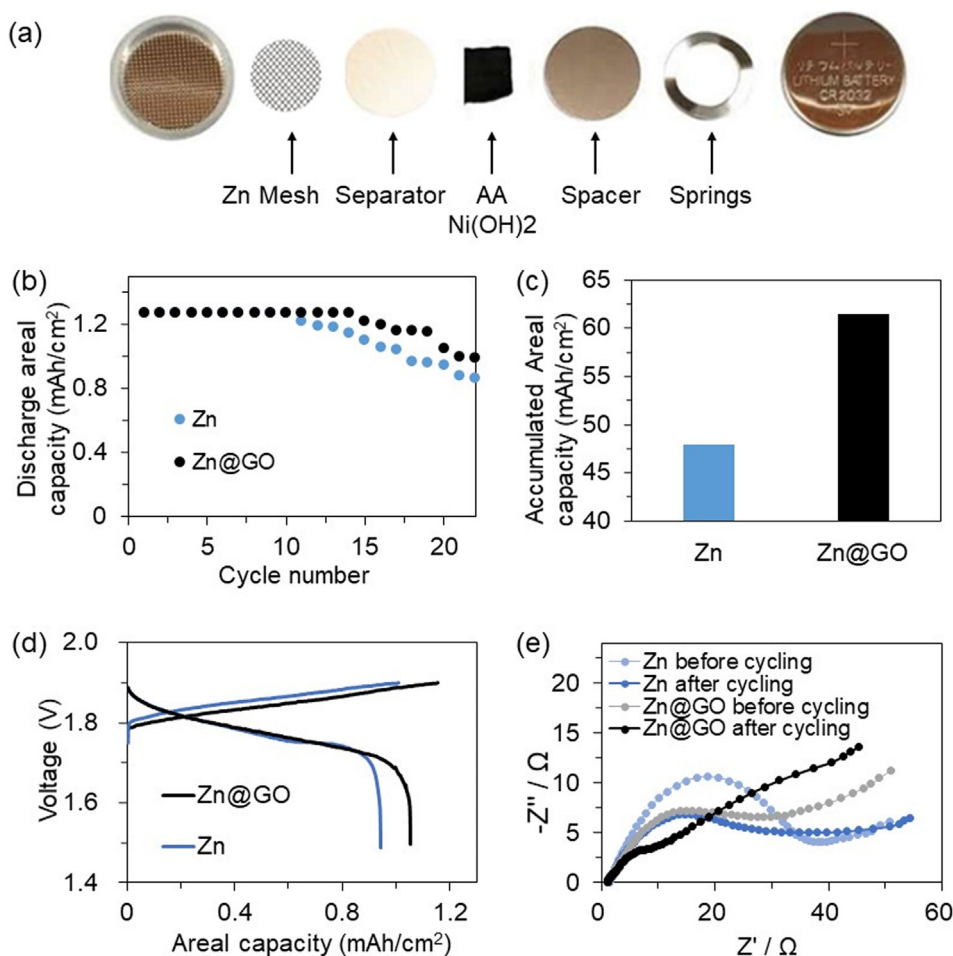 (a)
リチウムバッテリー
LITHIUM BATTERY
CR2032
3V
Zn Mesh
Separator
AA
Ni(OH)2
Spacer
Springs
(b)
Discharge areal
capacity (mAh/cm²)
1.2
0.8
0.4
0
Zn
Zn@GO
0
5
10
15
20
Cycle number
(c)
Accumulated Areal
capacity (mAh/cm²)
65
60
55
50
45
40
Zn
Zn@GO
(d)
Voltage (V)
2.0
1.8
1.6
1.4
Zn@GO
Zn
0
0.4
0.8
1.2
Areal capacity (mAh/cm²)
(e)
-Z'' / Ω
20
15
10
5
0
Zn before cycling
Zn after cycling
Zn@GO before cycling
Zn@GO after cycling
0
20
40
60
Z' / Ω